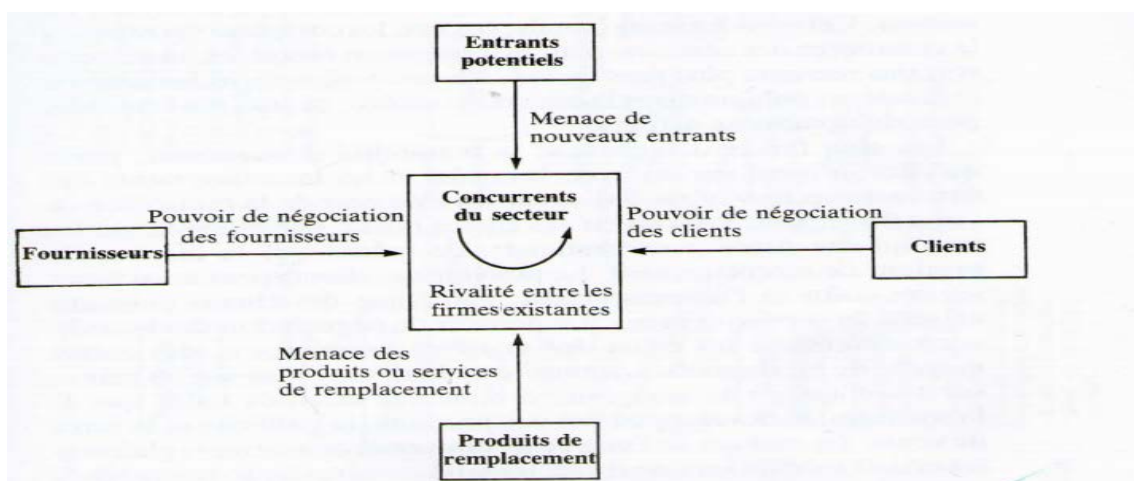 Entrants
potentiels
Menace de
nouveaux entrants
Concurrents
du secteur
Pouvoir de négociation
des fournisseurs
Pouvoir de négociation
des clients
Fournisseurs
Clients
Rivalité entre les
firmes existantes
Menace des
produits ou services
de remplacement
Produits de
remplacement